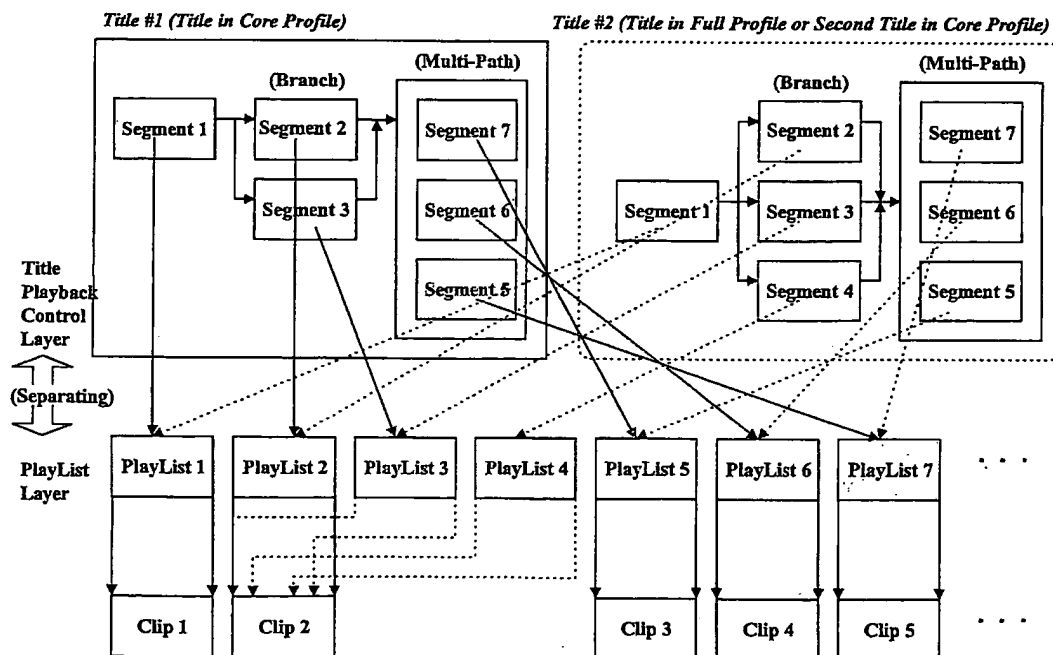 Title #1 (Title in Core Profile)
Title #2 (Title in Full Profile or Second Title in Core Profile)
(Multi-Path)
(Branch)
Segment 1
Segment 2
Segment 3
Segment 7
Segment 6
Segment 5
(Multi-Path)
(Branch)
Segment 1
Segment 2
Segment 3
Segment 4
Segment 7
Segment 6
Segment 5
Title
Playback
Control
Layer
(Separating)
PlayList
Layer
PlayList 1
PlayList 2
PlayList 3
PlayList 4
PlayList 5
PlayList 6
PlayList 7
. . .
Clip 1
Clip 2
Clip 3
Clip 4
Clip 5
. . .